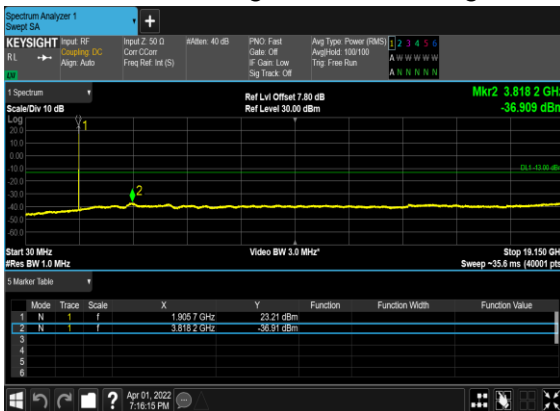 Spectrum Analyzer 1
Swept SA
KEYSIGHT Input: RF Input Z: 50 Ω #Atten: 40 dB PNO: Fast Avg Type: Power (RMS) 1 2 3 4 5 6
RL Coupling: DC Corr CCorr Gate: Off Avg|Hold: 100/100 A W W W W W
Align: Auto Freq Ref: Int (S) IF Gain: Low Trig: Free Run
LV Sig Track: Off A N N N N N
1 Spectrum Ref Lvl Offset 7.80 dB Mkr2 3.818 2 GHz
Scale/Div 10 dB Ref Level 30.00 dBm -36.909 dBm
Log
20.0 1
10.0
0.00
-10.0 DL1 -13.00 dBm
-20.0
-30.0 2
-40.0
-50.0
-60.0
Start 30 MHz Video BW 3.0 MHz* Stop 19.150 GH
#Res BW 1.0 MHz Sweep ~35.6 ms (40001 pts
5 Marker Table
Mode Trace Scale X Y Function Function Width Function Value
1 N 1 f 1.905 7 GHz 23.21 dBm
2 N 1 f 3.818 2 GHz -36.91 dBm
3
4
5
6
? Apr 01, 2022
7:16:15 PM